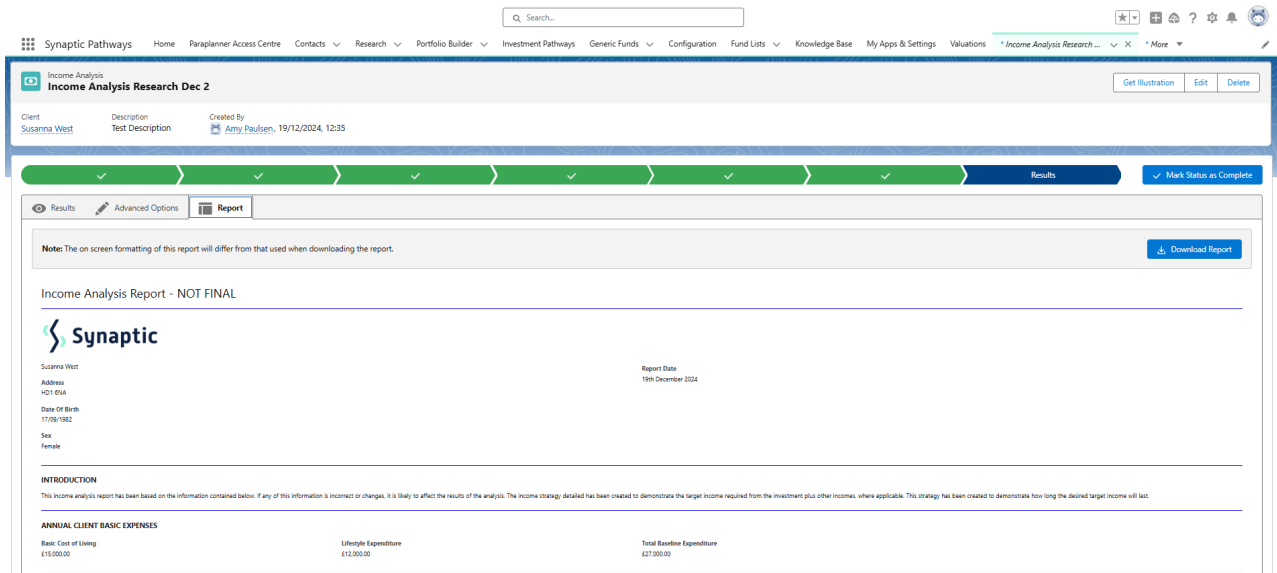 Search...
Synaptic Pathways Home Paraplanner Access Centre Contacts Research Portfolio Builder Investment Pathways Generic Funds Configuration Fund Lists Knowledge Base My Apps & Settings Valuations * Income Analysis Research ... * More
Income Analysis
Income Analysis Research Dec 2
Get Illustration Edit Delete
Client Description Created By
Susanna West Test Description Amy Paulsen, 19/12/2024, 12:35
Results Mark Status as Complete
Results Advanced Options Report
Note: The on screen formatting of this report will differ from that used when downloading the report. Download Report
Income Analysis Report - NOT FINAL
Synaptic
Susanna West Report Date
19th December 2024
Address
HD1 6NA
Date Of Birth
17/09/1982
Sex
Female
INTRODUCTION
This income analysis report has been based on the information contained below. If any of this information is incorrect or changes, it is likely to affect the results of the analysis. The income strategy detailed has been created to demonstrate the target income required from the investment plus other incomes, where applicable. This strategy has been created to demonstrate how long the desired target income will last.
ANNUAL CLIENT BASIC EXPENSES
Basic Cost of Living Lifestyle Expenditure Total Baseline Expenditure
£15,000.00 £12,000.00 £27,000.00